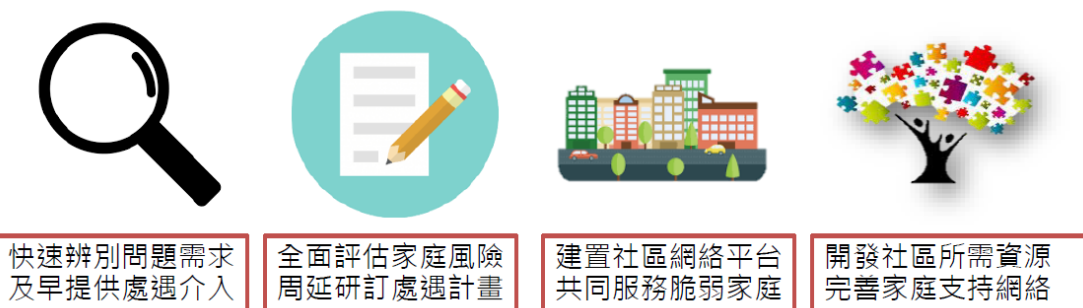 快速辨別問題需求
及早提供處遇介入
全面評估家庭風險
周延研訂處遇計畫
建置社區網絡平台
共同服務脆弱家庭
開發社區所需資源
完善家庭支持網絡